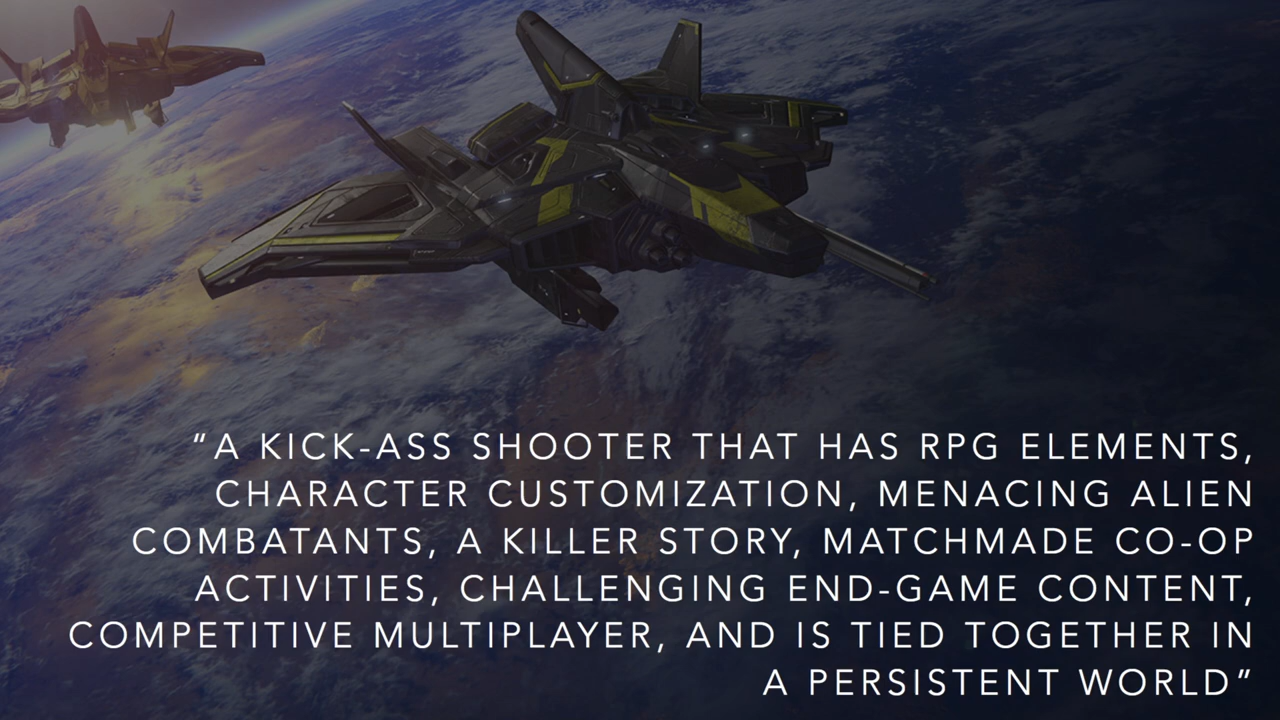 “A KICK-ASS SHOOTER THAT HAS RPG ELEMENTS,
CHARACTER CUSTOMIZATION, MENACING ALIEN
COMBATANTS, A KILLER STORY, MATCHMADE CO-OP
ACTIVITIES, CHALLENGING END-GAME CONTENT,
COMPETITIVE MULTIPLAYER, AND IS TIED TOGETHER IN
A PERSISTENT WORLD”